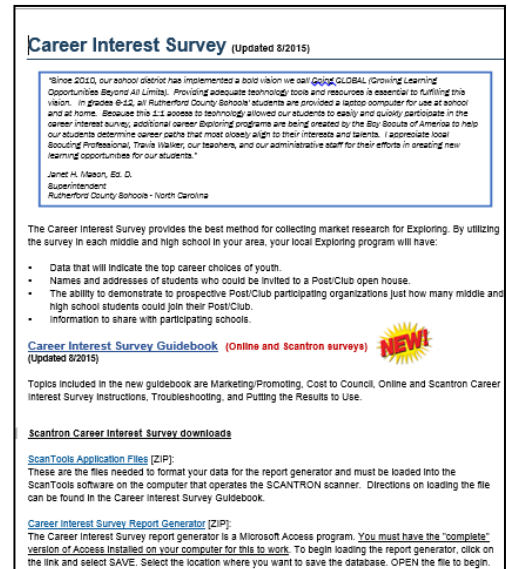 Career Interest Survey (Updated 8/2015)
"Since 2010, our school district has implemented a bold vision we call Going GLOBAL (Growing Learning
Opportunities Beyond All Limits). Providing adequate technology tools and resources is essential to fulfilling this
vision. In grades 6-12, all Rutherford County Schools' students are provided a laptop computer for use at school
and at home. Because this 1:1 access to technology allowed our students to easily and quickly participate in the
career interest survey, additional career Exploring programs are being created by the Boy Scouts of America to help
our students determine career paths that most closely align to their interests and talents. I appreciate local
Scouting Professional, Travis Walker, our teachers, and our administrative staff for their efforts in creating new
learning opportunities for our students."
Janet H. Mason, Ed. D.
Superintendent
Rutherford County Schools - North Carolina
The Career Interest Survey provides the best method for collecting market research for Exploring. By utilizing
the survey in each middle and high school in your area, your local Exploring program will have:
• Data that will indicate the top career choices of youth.
• Names and addresses of students who could be invited to a Post/Club open house.
• The ability to demonstrate to prospective Post/Club participating organizations just how many middle and
high school students could join their Post/Club.
• Information to share with participating schools.
Career Interest Survey Guidebook (Online and Scantron surveys) NEW!
(Updated 8/2015)
Topics included in the new guidebook are Marketing/Promoting, Cost to Council, Online and Scantron Career
Interest Survey Instructions, Troubleshooting, and Putting the Results to Use.
Scantron Career Interest Survey downloads
ScanTools Application Files [ZIP]:
These are the files needed to format your data for the report generator and must be loaded into the
ScanTools software on the computer that operates the SCANTRON scanner. Directions on loading the file
can be found in the Career Interest Survey Guidebook.
Career Interest Survey Report Generator [ZIP]:
The Career Interest Survey report generator is a Microsoft Access program. You must have the "complete"
version of Access installed on your computer for this to work. To begin loading the report generator, click on
the link and select SAVE. Select the location where you want to save the database. OPEN the file to begin.